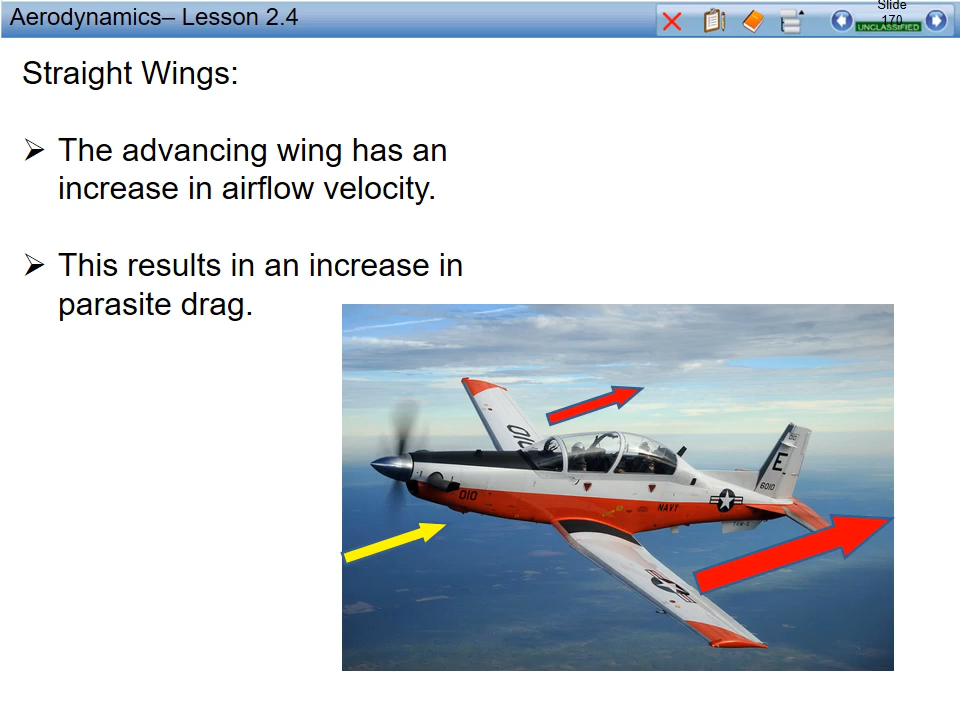 Aerodynamics– Lesson 2.4
Slide
170
UNCLASSIFIED
Straight Wings:
➢ The advancing wing has an
increase in airflow velocity.
➢ This results in an increase in
parasite drag.
010
010
NAVY
E
6010